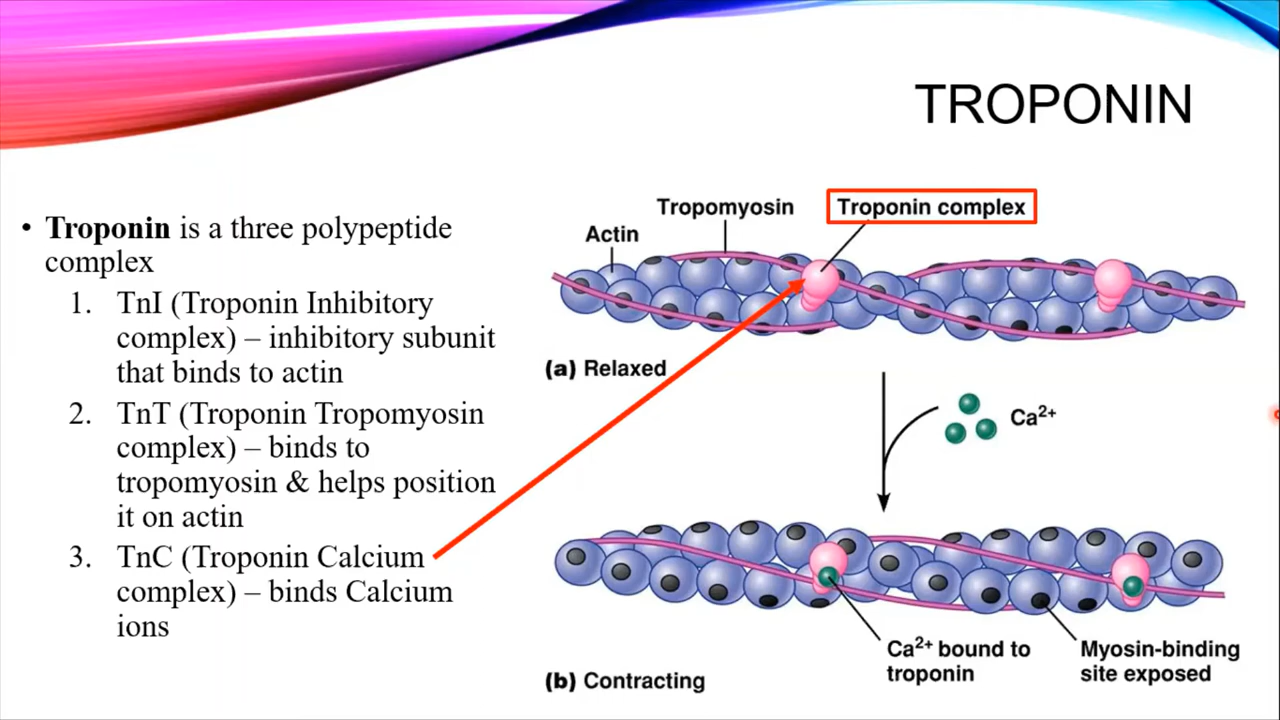 TROPONIN
• Troponin is a three polypeptide
complex
1. TnI (Troponin Inhibitory
complex) – inhibitory subunit
that binds to actin
2. TnT (Troponin Tropomyosin
complex) – binds to
tropomyosin & helps position
it on actin
3. TnC (Troponin Calcium
complex) – binds Calcium
ions
Tropomyosin
Troponin complex
Actin
(a) Relaxed
Ca²⁺
Ca²⁺ bound to
troponin
Myosin-binding
site exposed
(b) Contracting